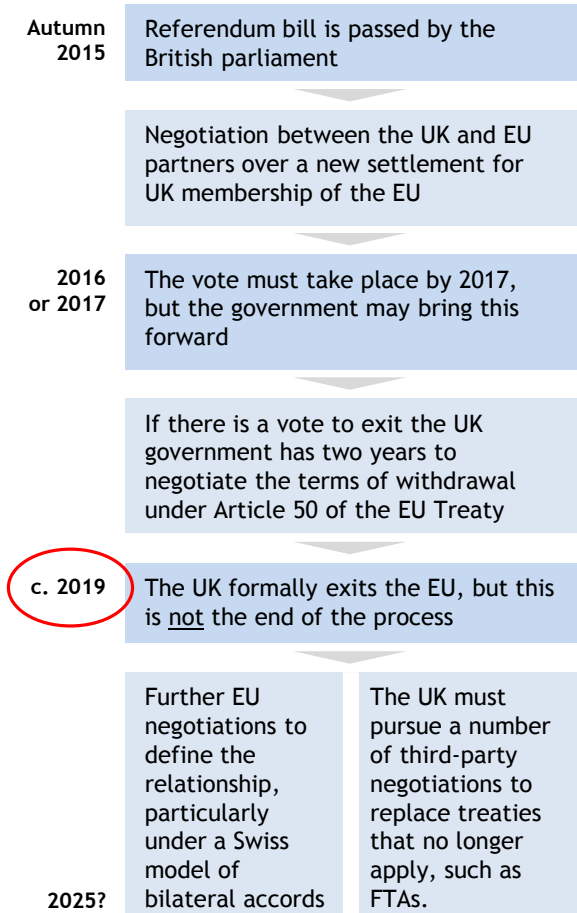 Autumn
2015
Referendum bill is passed by the
British parliament
Negotiation between the UK and EU
partners over a new settlement for
UK membership of the EU
2016
or 2017
The vote must take place by 2017,
but the government may bring this
forward
If there is a vote to exit the UK
government has two years to
negotiate the terms of withdrawal
under Article 50 of the EU Treaty
c. 2019
The UK formally exits the EU, but this
is not the end of the process
Further EU
negotiations to
define the
relationship,
particularly
under a Swiss
model of
bilateral accords
The UK must
pursue a number
of third-party
negotiations to
replace treaties
that no longer
apply, such as
FTAs.
2025?